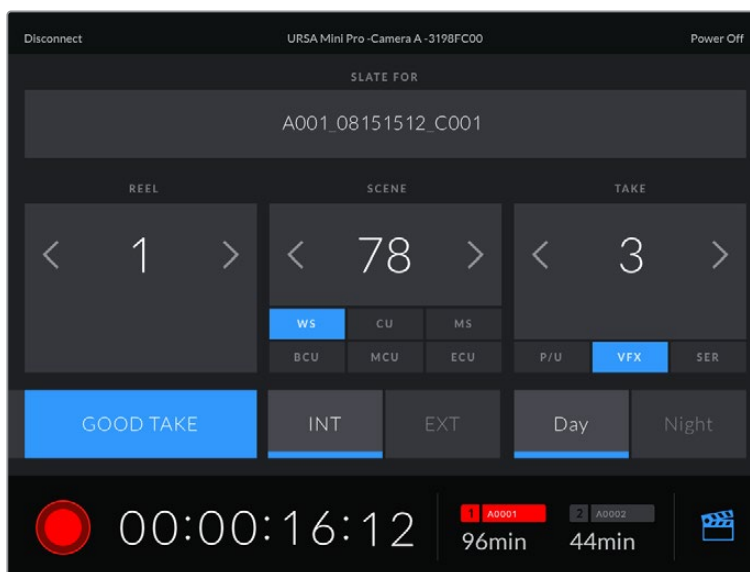 Disconnect URSA Mini Pro -Camera A -3198FC00 Power Off
SLATE FOR
A001_08151512_C001
REEL SCENE TAKE
1 78 3
WS CU MS
BCU MCU ECU P/U VFX SER
GOOD TAKE INT EXT Day Night
00:00:16:12 1 A0001 2 A0002
96min 44min